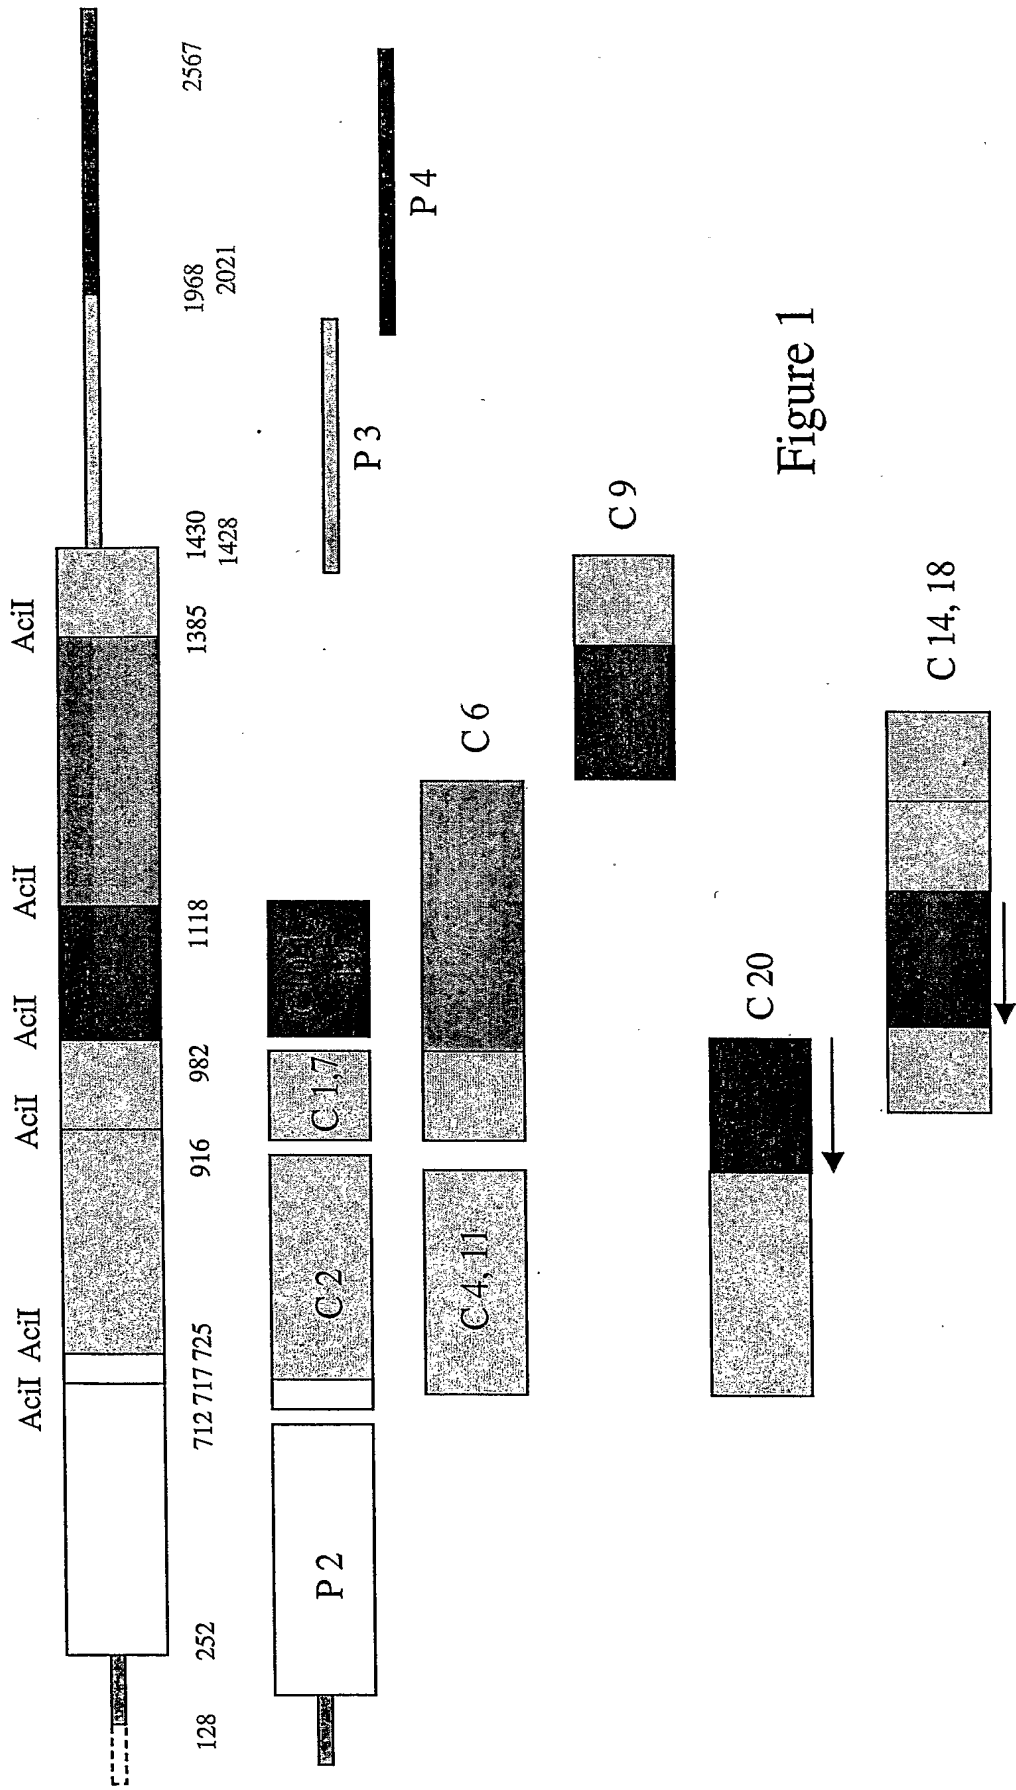 AciI AciI AciI AciI AciI AciI
128 252 712 717 725 916 982 1118 1385 1430 1968 2567
1428 2021
P 2 C 2 C 1,7
P 3
P 4
C 4, 11 C 6
C 9
C 20
C 14, 18
Figure 1